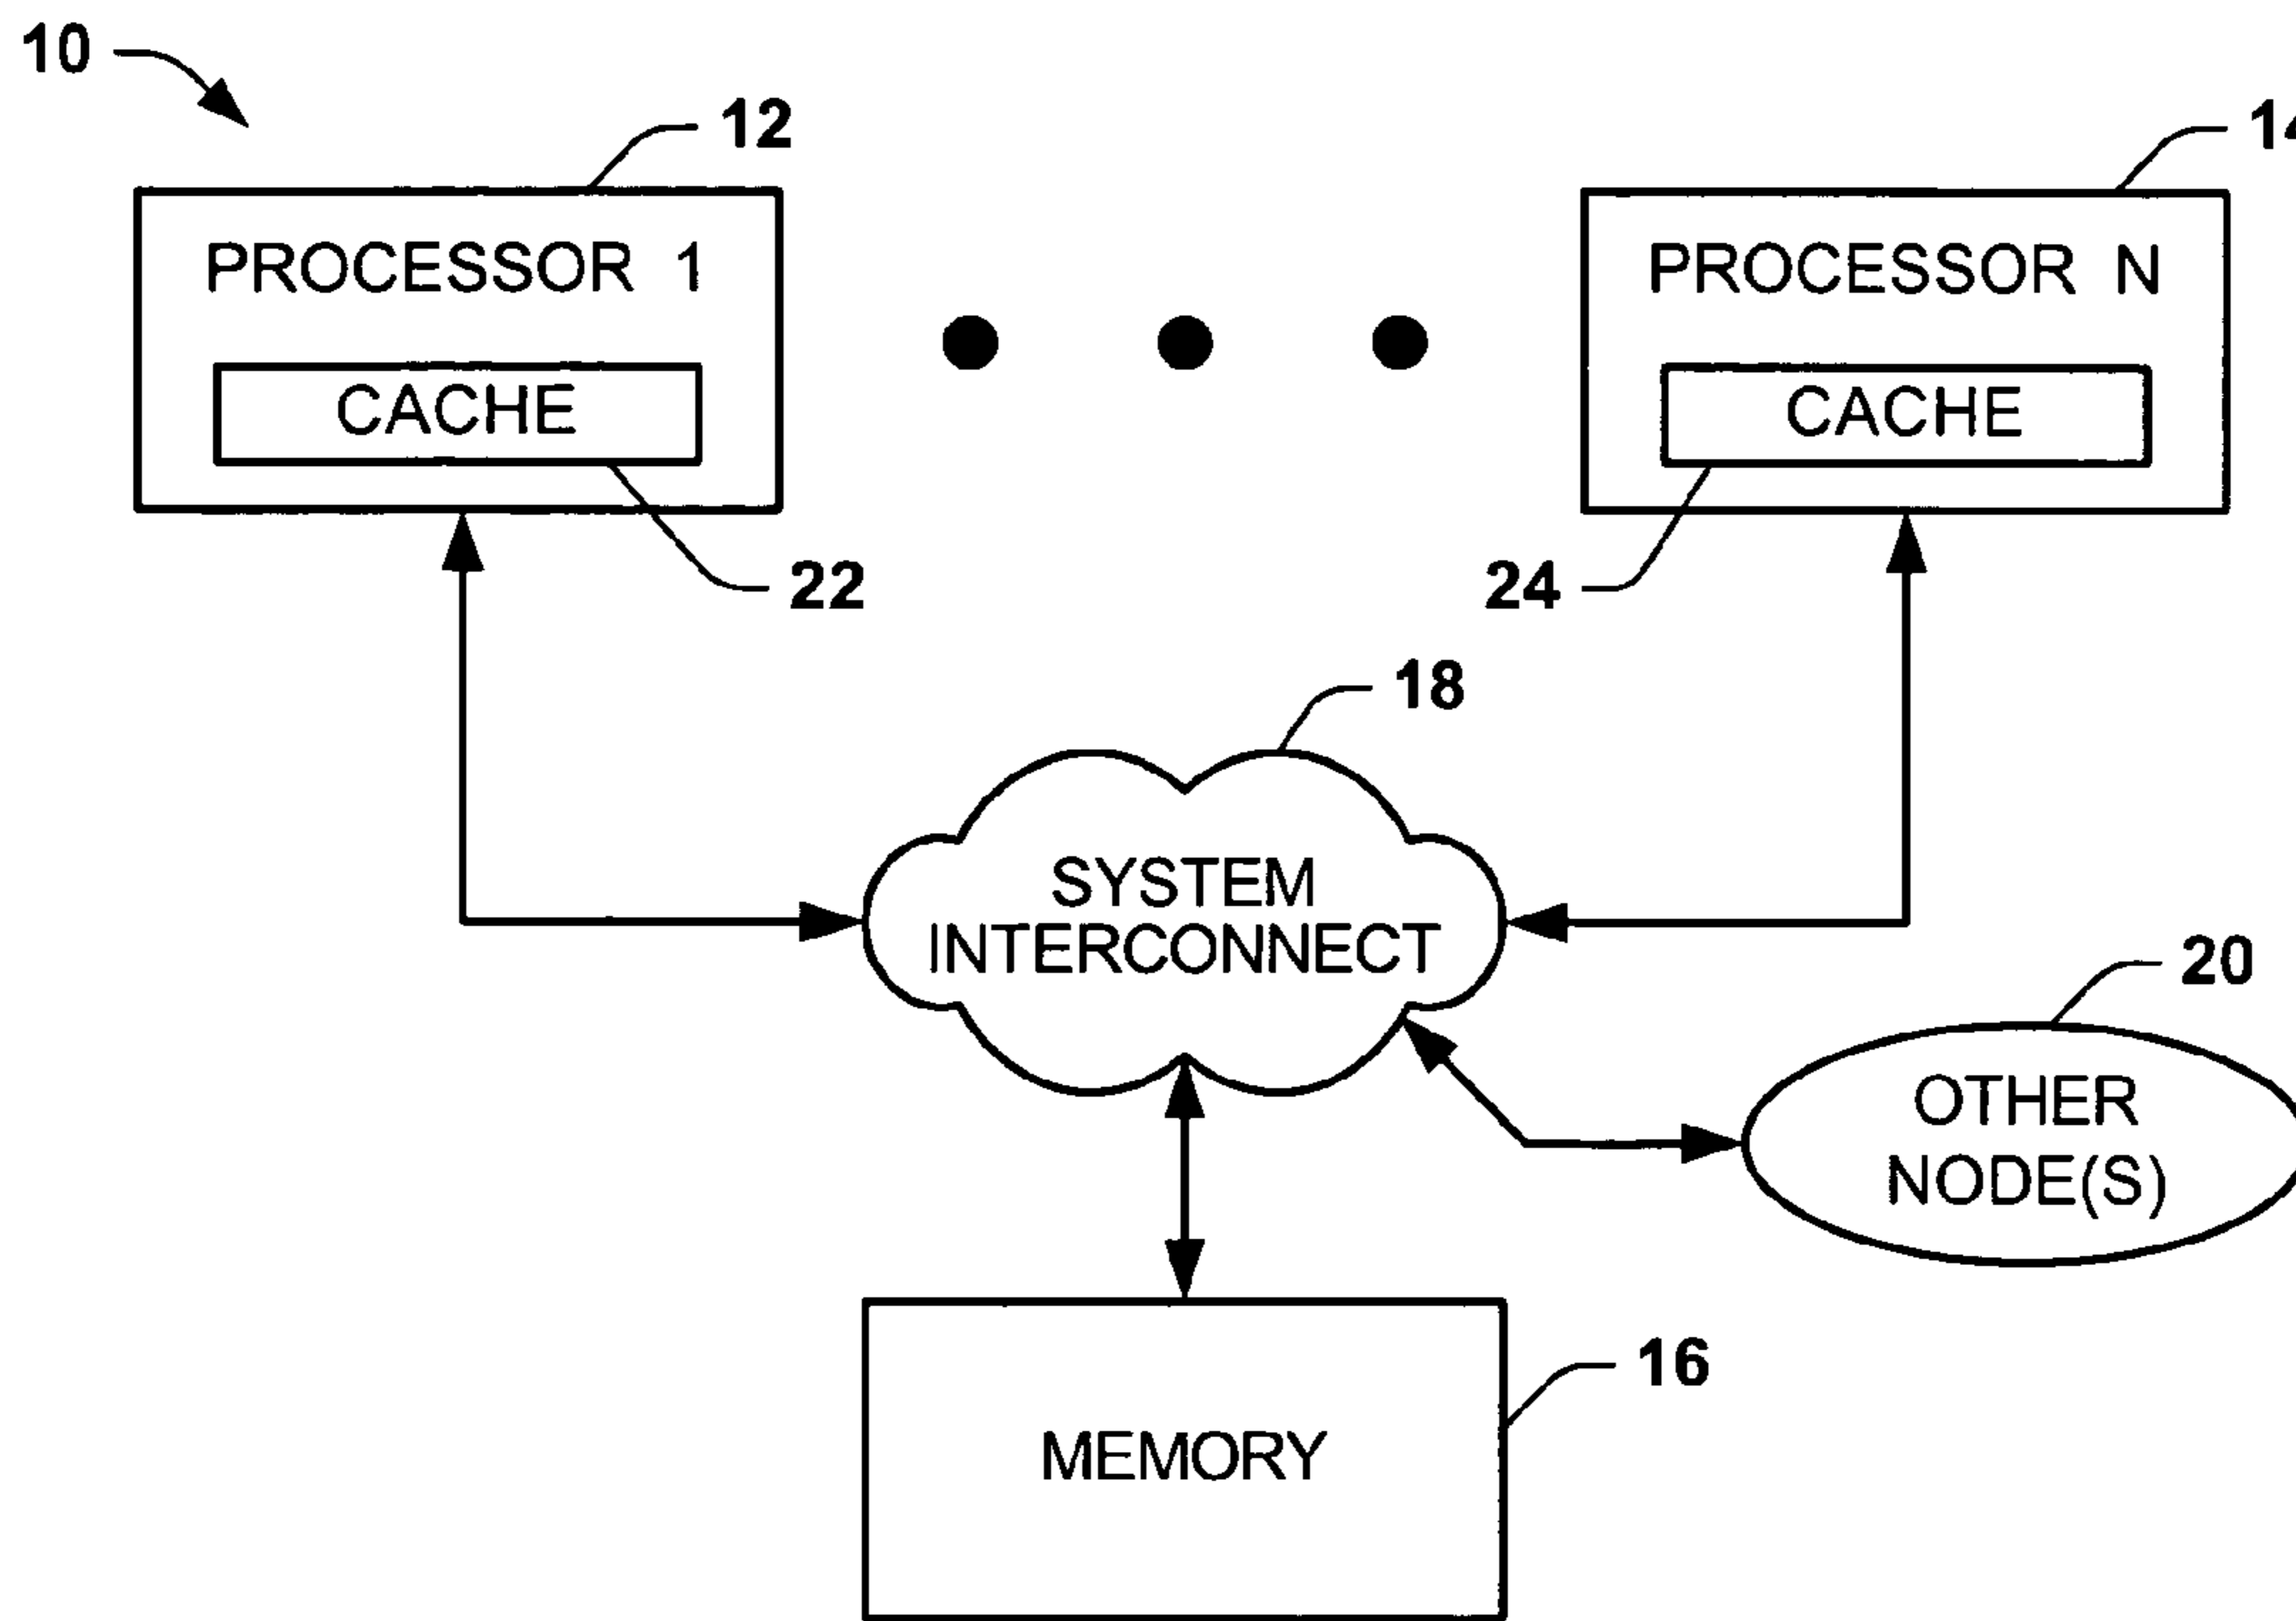 10
12
14
PROCESSOR 1
PROCESSOR N
CACHE
CACHE
22
24
18
SYSTEM
INTERCONNECT
20
OTHER
NODE(S)
16
MEMORY